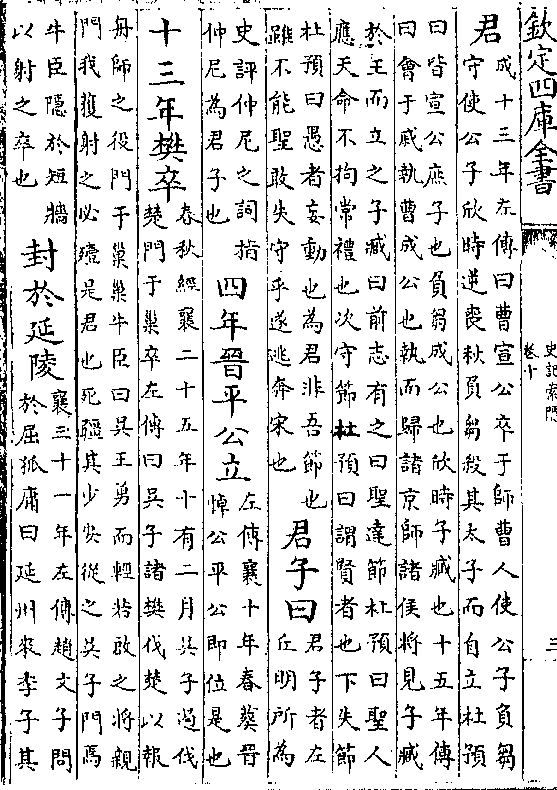 欽定四庫全書
史記索隱
卷十
三
君
成十三年左傳曰曹宣公卒于師曹人使公子負芻
守使公子欣時逆喪秋負芻殺其太子而自立杜預
曰皆宣公庶子也負芻成公也欣時子臧也十五年傳
曰會于戚執曹成公也執而歸諸京師諸侯將見子臧
於王而立之子臧曰前志有之曰聖達節杜預曰聖人
應天命不拘常禮也次守節杜預曰謂賢者也下失節
杜預曰愚者妄動也為君非吾節也
雖不能聖敢失守乎遂逃奔宋也
君子曰
君子者左
丘明所為
史評仲尼之詞指
仲尼為君子也
四年晉平公立
左傳襄十年春葬晉
悼公平公即位是也
十三年樊卒
春秋經襄二十五年十有二月吳子遏伐
楚門于巢卒左傳曰吳子諸樊伐楚以報
舟師之役門于巢巢牛臣曰吳王勇而輕若啟之將親
門我獲射之必殪是君也死疆其少安從之吳子門焉
牛臣隱於短牆
以射之卒也
封於延陵
襄三十一年左傳趙文子問
於屈狐庸曰延州來季子其